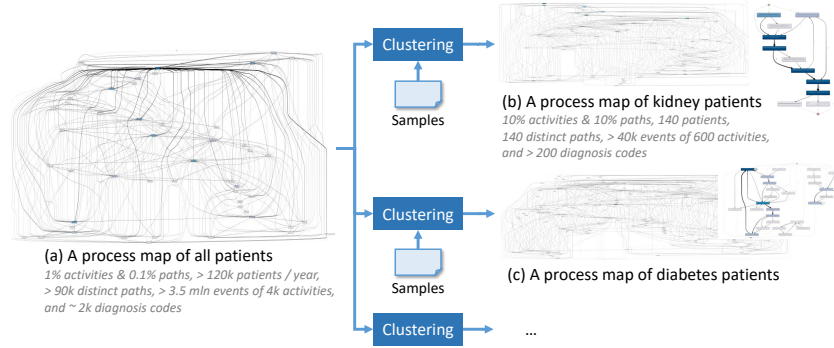 Clustering
Samples
(b) A process map of kidney patients
10% activities & 10% paths, 140 patients,
140 distinct paths, > 40k events of 600 activities,
and > 200 diagnosis codes
(a) A process map of all patients
1% activities & 0.1% paths, > 120k patients / year,
> 90k distinct paths, > 3.5 mln events of 4k activities,
and ~ 2k diagnosis codes
Clustering
Samples
(c) A process map of diabetes patients
Clustering
...